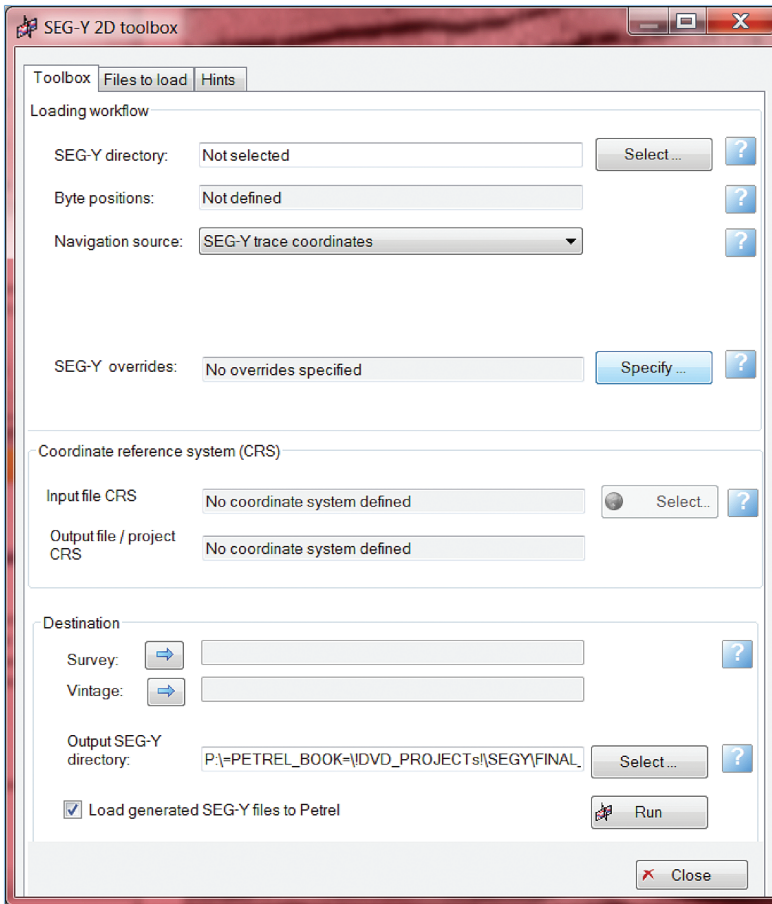 SEG-Y 2D toolbox
Toolbox Files to load Hints
Loading workflow
SEG-Y directory: Not selected Select ... ?
Byte positions: Not defined ?
Navigation source: SEG-Y trace coordinates ?
SEG-Y overrides: No overrides specified Specify ... ?
Coordinate reference system (CRS)
Input file CRS No coordinate system defined Select... ?
Output file / project
CRS No coordinate system defined
Destination
Survey: ?
Vintage:
Output SEG-Y
directory: P:\=PETREL_BOOK=\!DVD_PROJECTs!\SEGY\FINAL_ Select ... ?
Load generated SEG-Y files to Petrel Run
Close